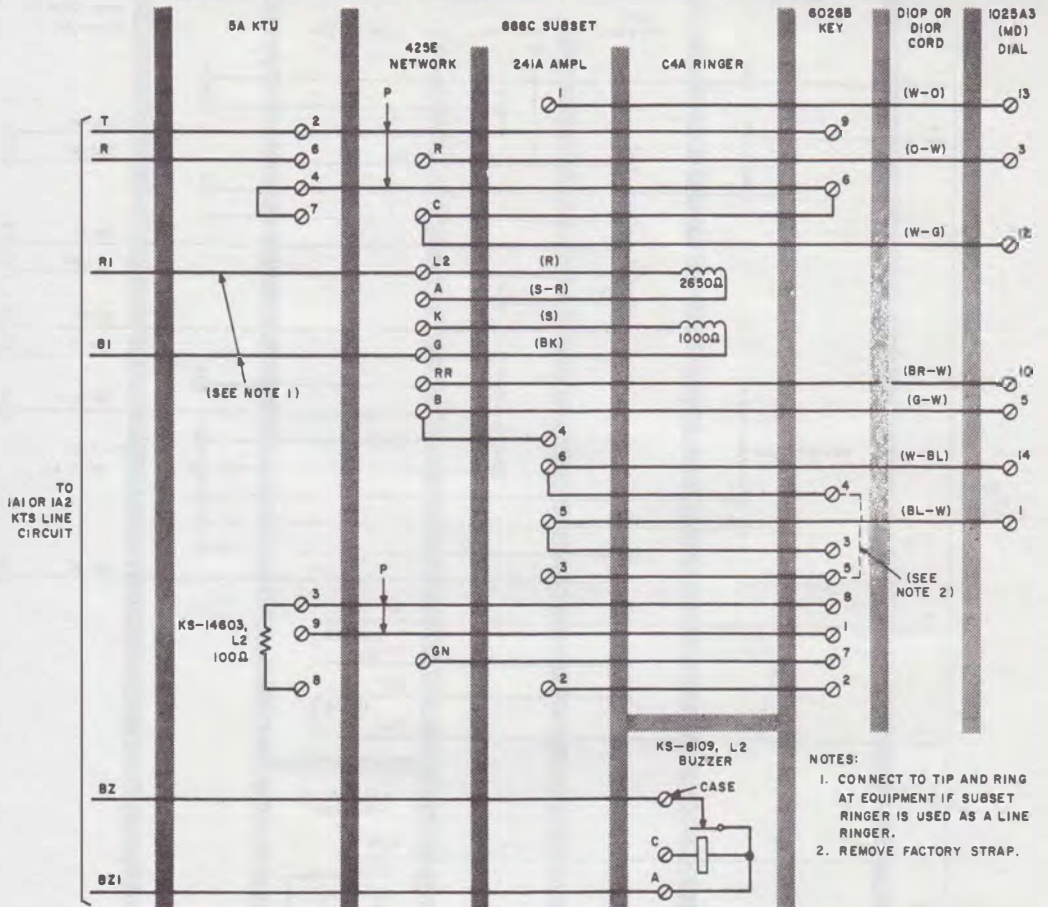 5A KTU
425E
NETWORK
688C SUBSET
241A AMPL
C4A RINGER
6026B
KEY
DIOP OR
DIOR
CORD
1025A3
(MD)
DIAL
1 (W-O) 13
T 2 P 9
R 6 R (O-W) 3
4 6
7 C
(W-G) 12
R1 L2 (R) 2650Ω
A (S-R)
K (S) 1000Ω
B1 G (BK)
(SEE NOTE 1)
RR (BR-W) 10
B (G-W) 5
4
6 (W-BL) 14
4
5 (BL-W) 1
3
3 5
(SEE
NOTE 2)
TO
1A1 OR 1A2
KTS LINE
CIRCUIT
3 P 8
KS-14603,
L2
100Ω
9 1
GN 7
8 2 2
KS-8109, L2
BUZZER
BZ CASE
C
BZ1 A
NOTES:
1. CONNECT TO TIP AND RING
AT EQUIPMENT IF SUBSET
RINGER IS USED AS A LINE
RINGER.
2. REMOVE FACTORY STRAP.